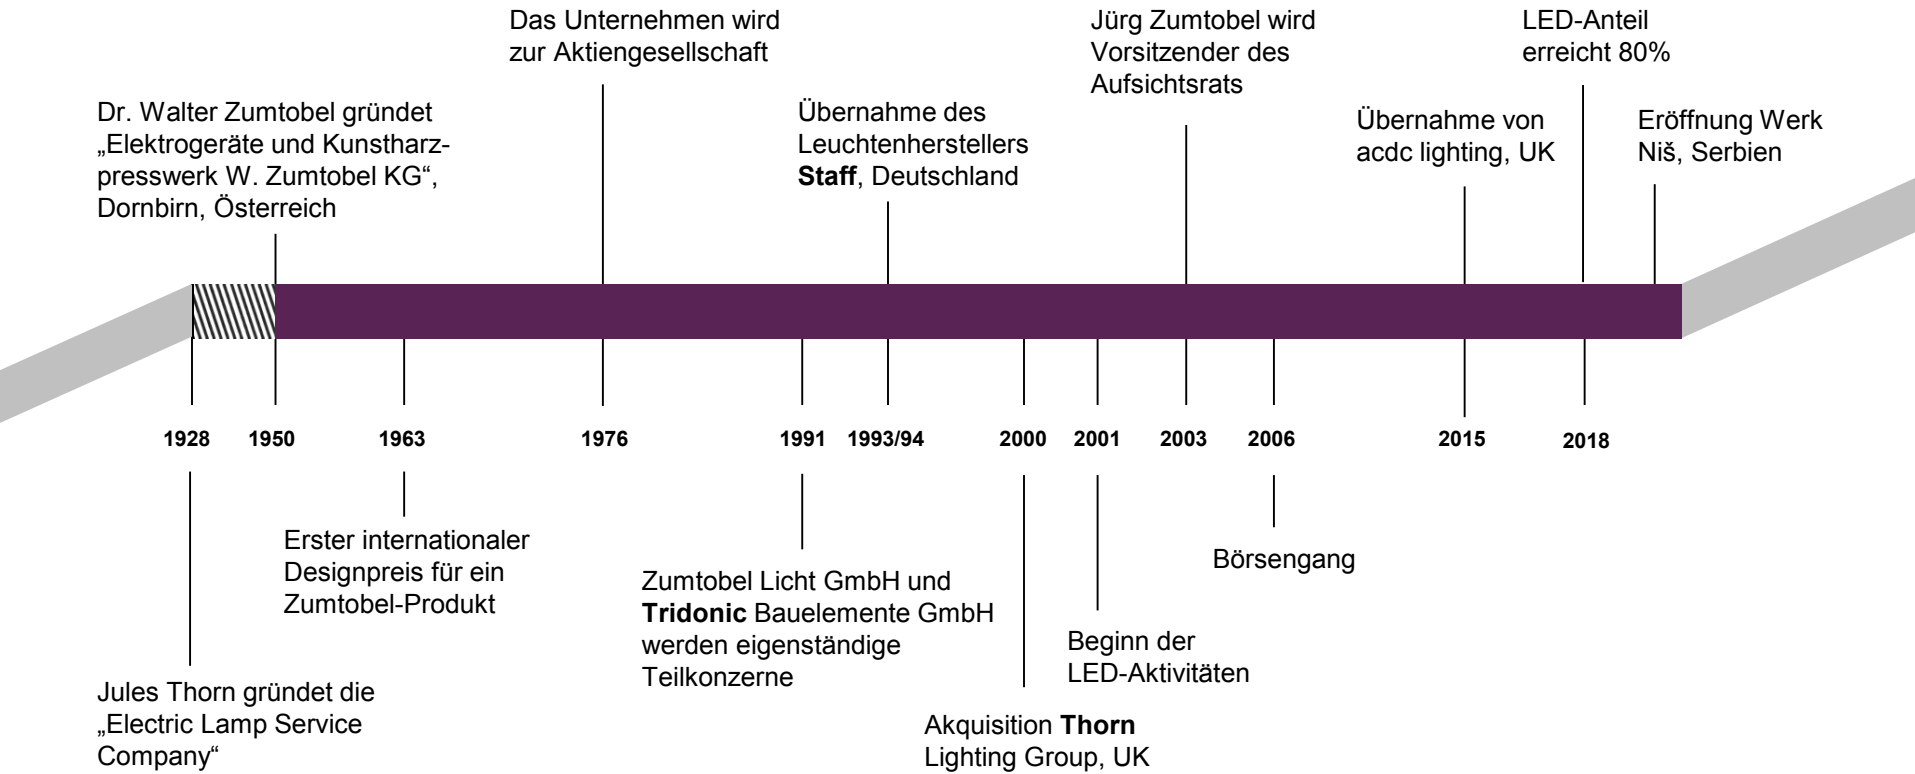 Das Unternehmen wird
zur Aktiengesellschaft
Jürg Zumtobel wird
Vorsitzender des
Aufsichtsrats
LED-Anteil
erreicht 80%
Dr. Walter Zumtobel gründet
„Elektrogeräte und Kunstharz-
presswerk W. Zumtobel KG“,
Dornbirn, Österreich
Übernahme des
Leuchtenherstellers
Staff, Deutschland
Übernahme von
acdc lighting, UK
Eröffnung Werk
Niš, Serbien
1928 1950 1963 1976 1991 1993/94 2000 2001 2003 2006 2015 2018
Erster internationaler
Designpreis für ein
Zumtobel-Produkt
Börsengang
Zumtobel Licht GmbH und
Tridonic Bauelemente GmbH
werden eigenständige
Teilkonzerne
Beginn der
LED-Aktivitäten
Jules Thorn gründet die
„Electric Lamp Service
Company“
Akquisition Thorn
Lighting Group, UK